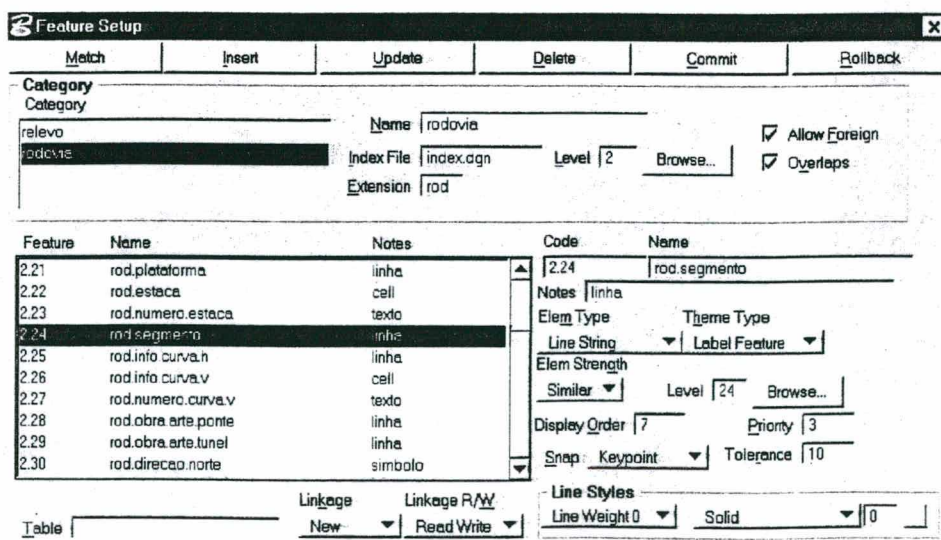 Feature Setup
Match Insert Update Delete Commit Rollback
Category
Category
relevo
rodovia
Name rodovia
Index File index.dgn Level 2 Browse...
Extension rod
Allow Foreign
Overlaps
Feature Name Notes
2.21 rod.plataforma linha
2.22 rod.estaca cell
2.23 rod.numero.estaca texto
2.24 rod.segmento linha
2.25 rod.info.curva.h linha
2.26 rod.info.curva.v cell
2.27 rod.numero.curva.v texto
2.28 rod.obra.arte.ponte linha
2.29 rod.obra.arte.tunel linha
2.30 rod.direcao.norte simbolo
Code Name
2.24 rod.segmento
Notes linha
Elem Type Theme Type
Line String Label Feature
Elem Strength
Similar Level 24 Browse...
Display Order 7 Priority 3
Snap Keypoint Tolerance 10
Line Styles
Line Weight 0 Solid 0
Linkage Linkage R/W
Table New Read Write